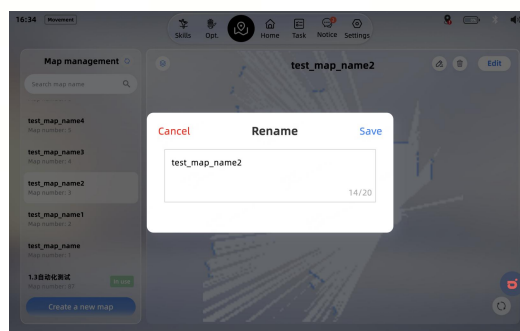 16:34 Movement
Skills Opt. Home Task Notice Settings
Map management
test_map_name2
Edit
Search map name
test_map_name4
Map number: 5
test_map_name3
Map number: 4
test_map_name2
Map number: 3
test_map_name1
Map number: 2
test_map_name
Map number: 1
1.3自动化测试
In use
Create a new map
Cancel
Rename
Save
test_map_name2
14/20